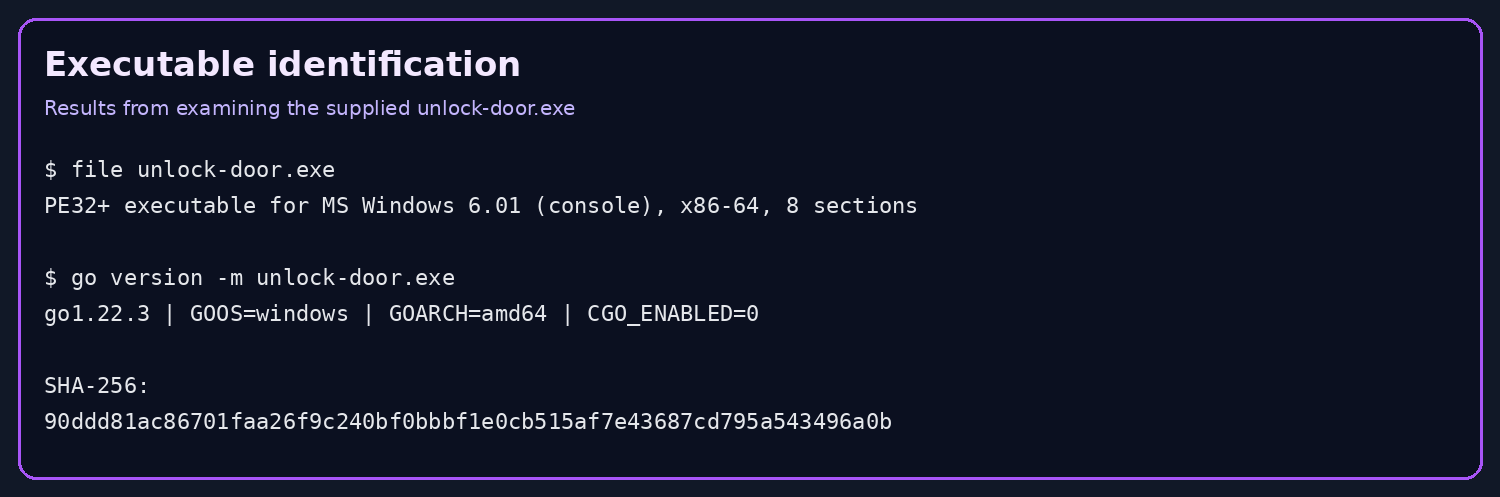 Executable identification
Results from examining the supplied unlock-door.exe
$ file unlock-door.exe
PE32+ executable for MS Windows 6.01 (console), x86-64, 8 sections
$ go version -m unlock-door.exe
go1.22.3 | GOOS=windows | GOARCH=amd64 | CGO_ENABLED=0
SHA-256:
90ddd81ac86701faa26f9c240bf0bbbf1e0cb515af7e43687cd795a543496a0b